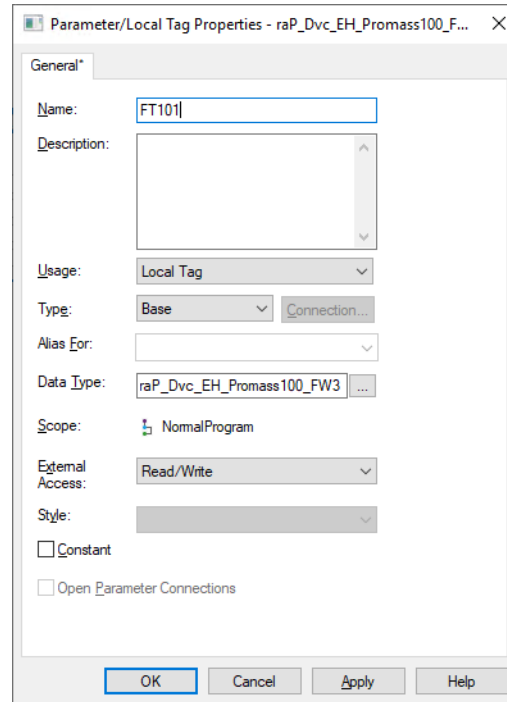 Parameter/Local Tag Properties - raP_Dvc_EH_Promass100_F...
General*
Name: FT101
Description:
Usage: Local Tag
Type: Base Connection...
Alias For:
Data Type: raP_Dvc_EH_Promass100_FW3 ...
Scope: NormalProgram
External
Access: Read/Write
Style:
Constant
Open Parameter Connections
OK Cancel Apply Help